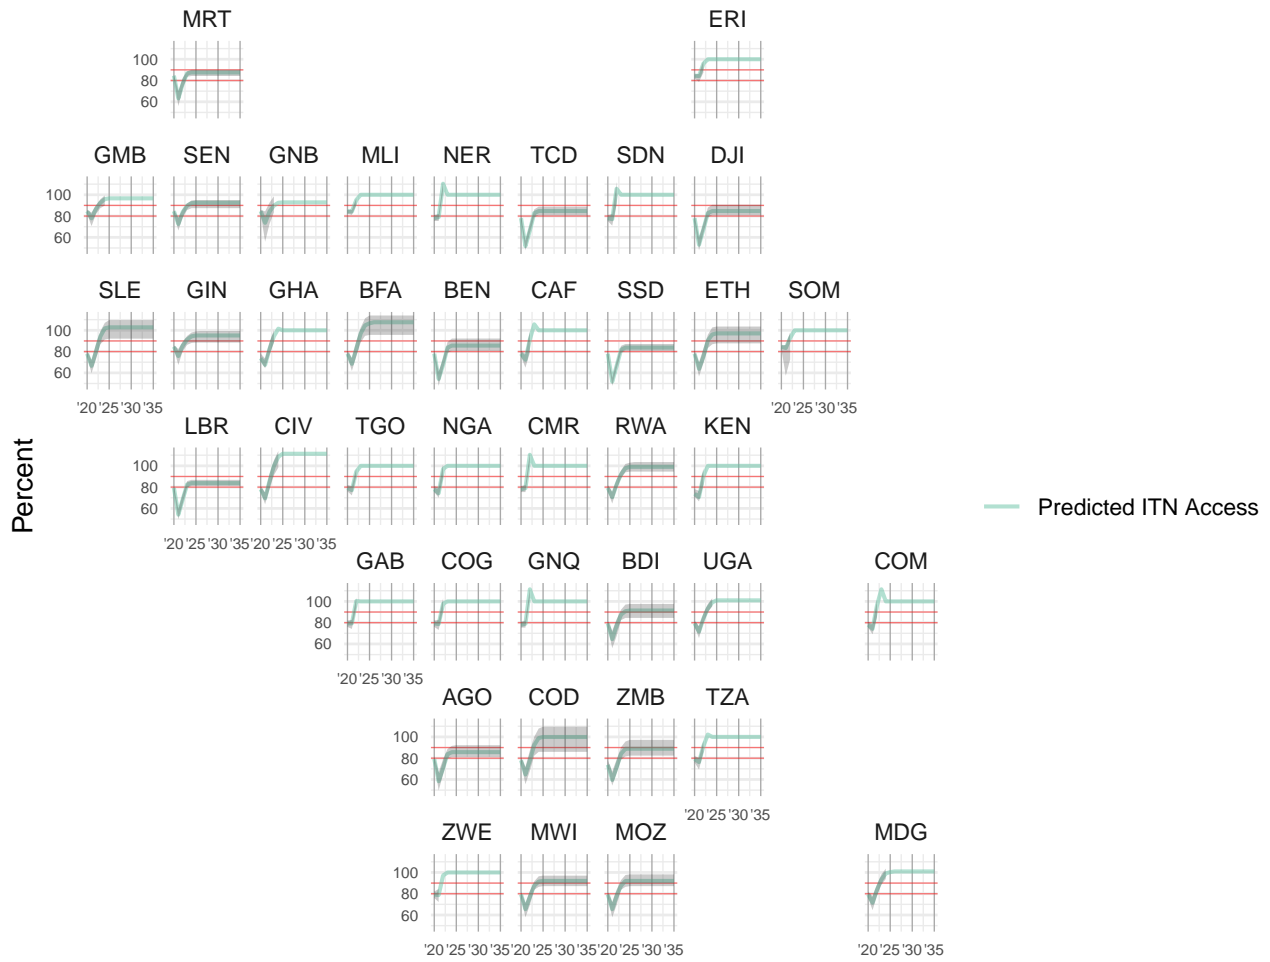 MRT ERI
100
80
60
GMB SEN GNB MLI NER TCD SDN DJI
100
80
60
SLE GIN GHA BFA BEN CAF SSD ETH SOM
100
80
60
'20 '25 '30 '35 '20 '25 '30 '35
LBR CIV TGO NGA CMR RWA KEN
100
80
60
'20 '25 '30 '35 '20 '25 '30 '35
GAB COG GNQ BDI UGA COM
100
80
60
'20 '25 '30 '35
AGO COD ZMB TZA
100
80
60
'20 '25 '30 '35
ZWE MWI MOZ MDG
100
80
60
'20 '25 '30 '35 '20 '25 '30 '35 '20 '25 '30 '35 '20 '25 '30 '35
Percent
Predicted ITN Access